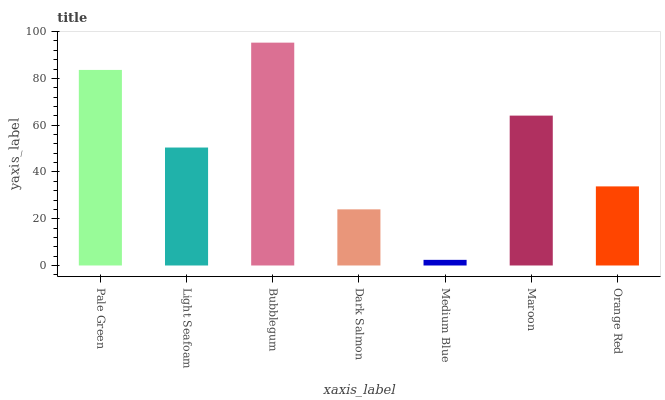 title
yaxis_label
100
80
60
40
20
0
Pale Green
Light Seafoam
Bubblegum
Dark Salmon
Medium Blue
Maroon
Orange Red
xaxis_label